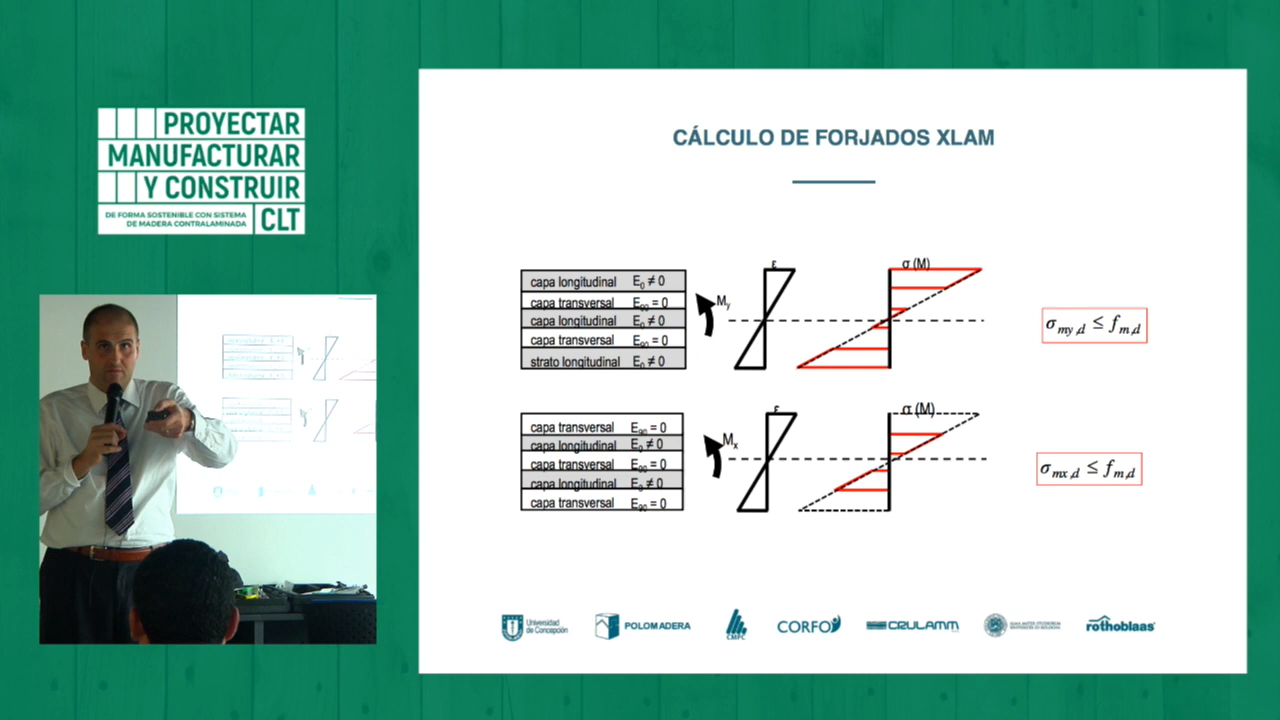 PROYECTAR
MANUFACTURAR
Y CONSTRUIR
DE FORMA SOSTENIBLE CON SISTEMA
DE MADERA CONTRALAMINADA
CLT
CÁLCULO DE FORJADOS XLAM
capa longitudinal E₀ ≠ 0
capa transversal E₉₀ = 0
capa longitudinal E₀ ≠ 0
capa transversal E₉₀ = 0
strato longitudinal E₀ ≠ 0
M_y
ε
σ (M)
σ_my,d ≤ f_m,d
capa transversal E₉₀ = 0
capa longitudinal E₀ ≠ 0
capa transversal E₉₀ = 0
capa longitudinal E₀ ≠ 0
capa transversal E₉₀ = 0
M_x
ε
σ (M)
σ_mx,d ≤ f_m,d
Universidad
de Concepción
POLOMADERA
CMPC
CORFO
CRULAMM
rothoblaas